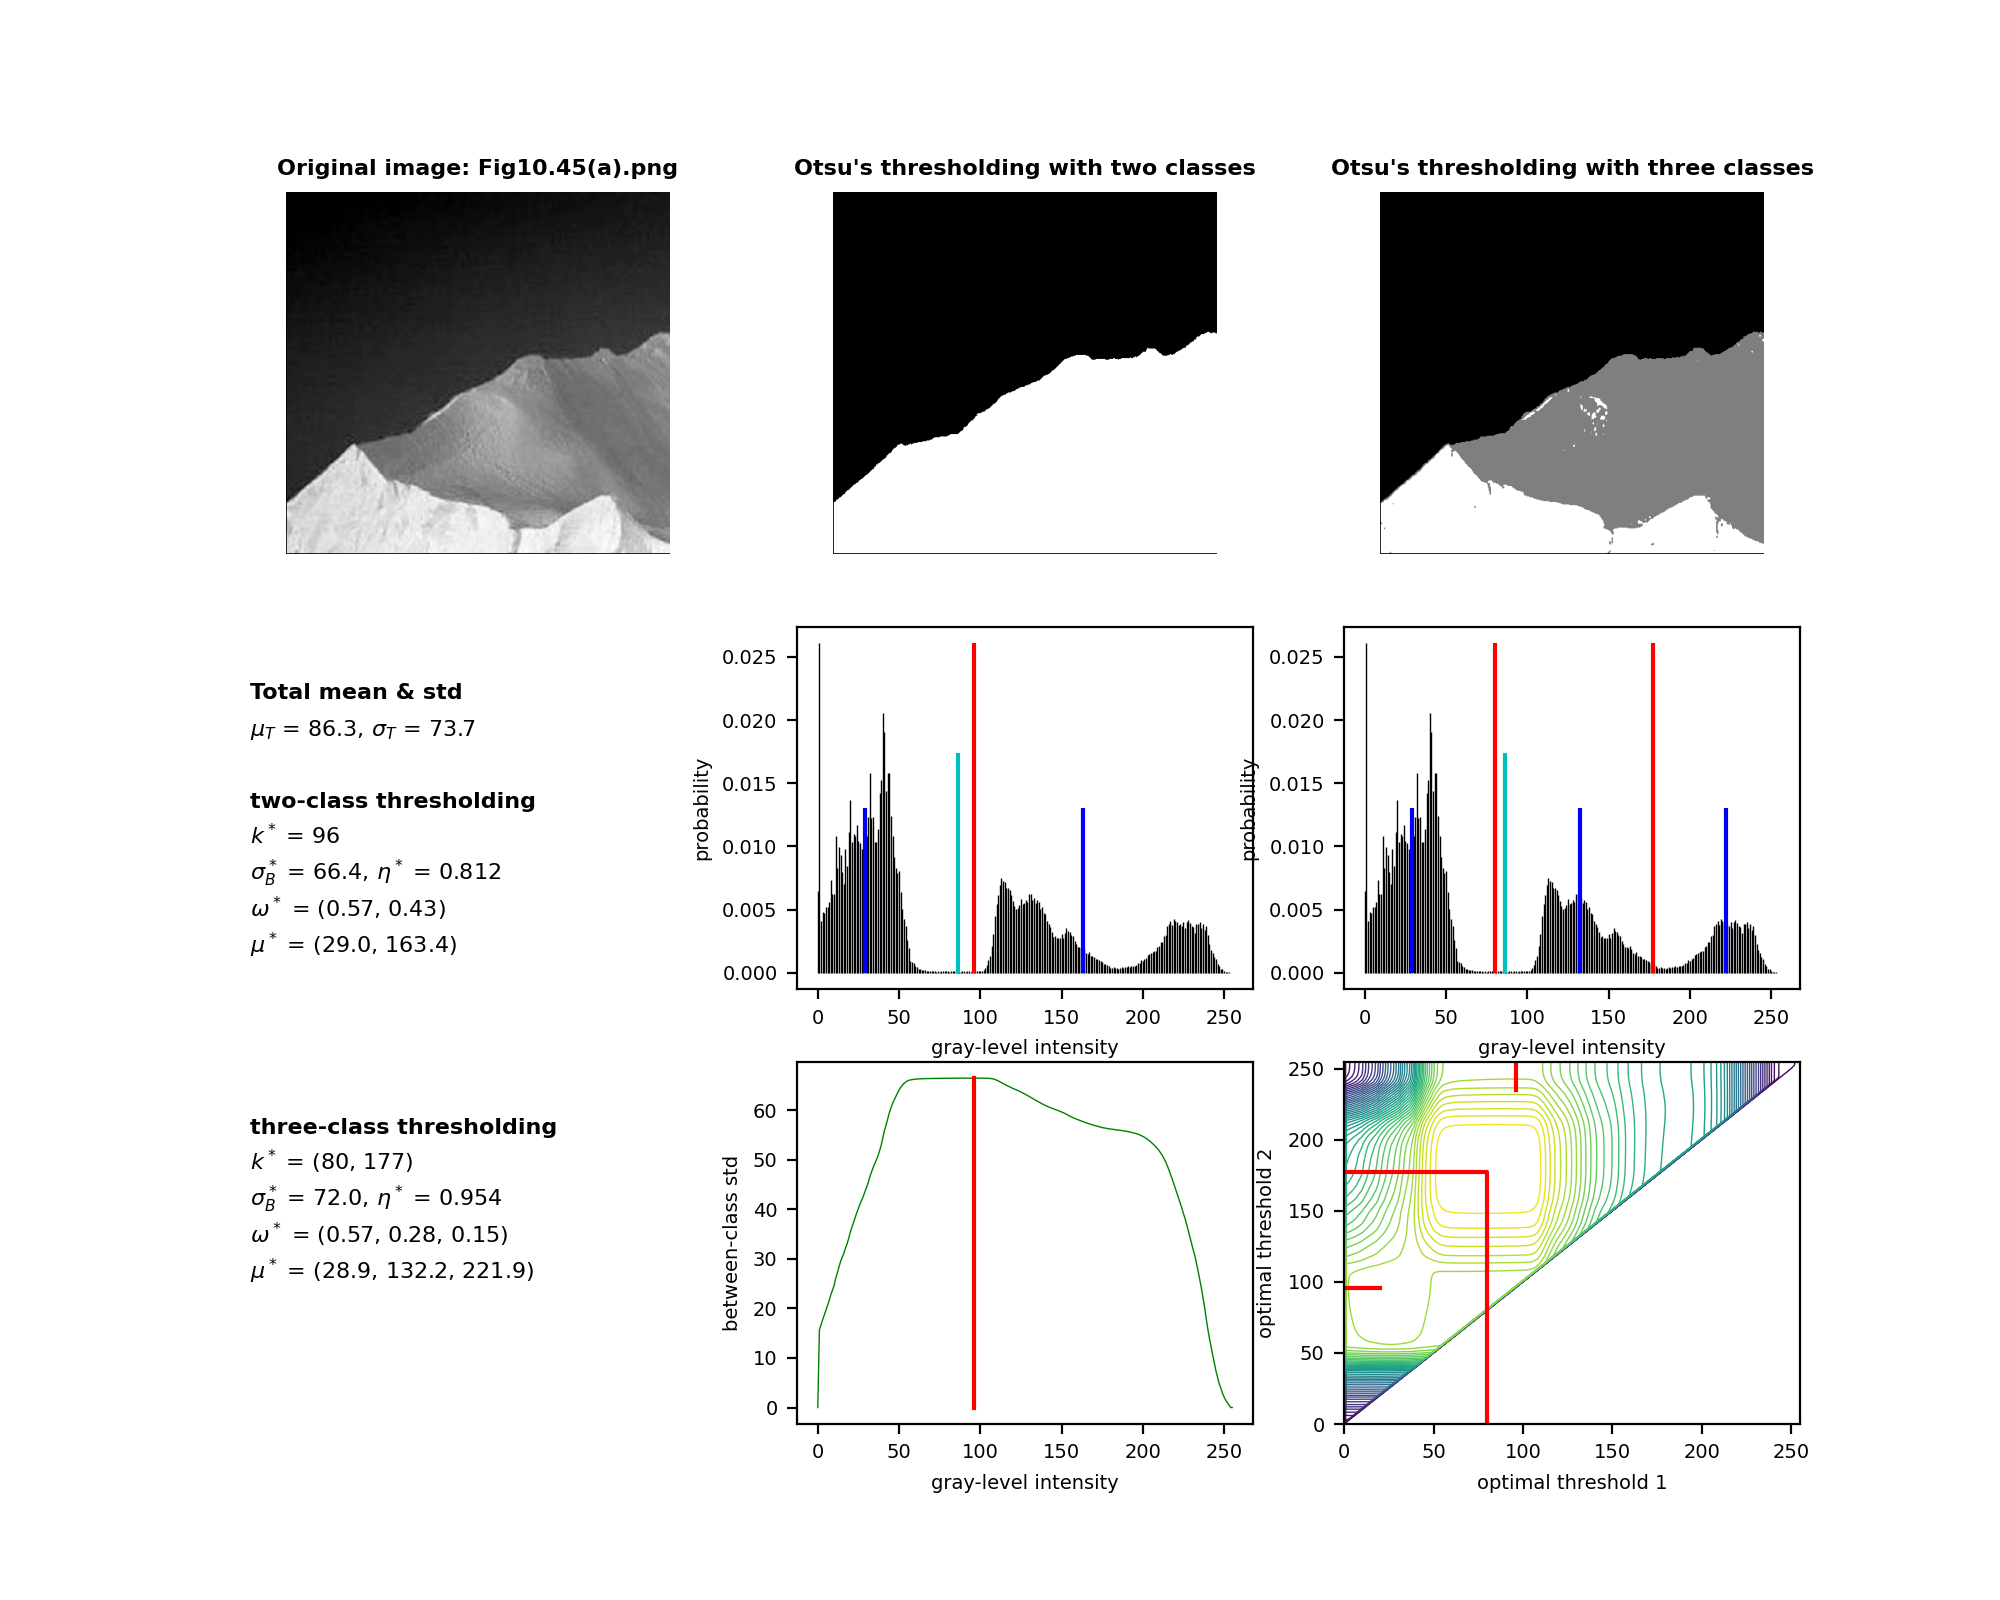 Original image: Fig10.45(a).png
Otsu's thresholding with two classes
Otsu's thresholding with three classes
Total mean & std
μT = 86.3, σT = 73.7
two-class thresholding
k* = 96
σB* = 66.4, η* = 0.812
ω* = (0.57, 0.43)
μ* = (29.0, 163.4)
probability
0.025
0.020
0.015
0.010
0.005
0.000
0 50 100 150 200 250
gray-level intensity
probability
0.025
0.020
0.015
0.010
0.005
0.000
0 50 100 150 200 250
gray-level intensity
three-class thresholding
k* = (80, 177)
σB* = 72.0, η* = 0.954
ω* = (0.57, 0.28, 0.15)
μ* = (28.9, 132.2, 221.9)
between-class std
60
50
40
30
20
10
0
0 50 100 150 200 250
gray-level intensity
optimal threshold 2
250
200
150
100
50
0
0 50 100 150 200 250
optimal threshold 1